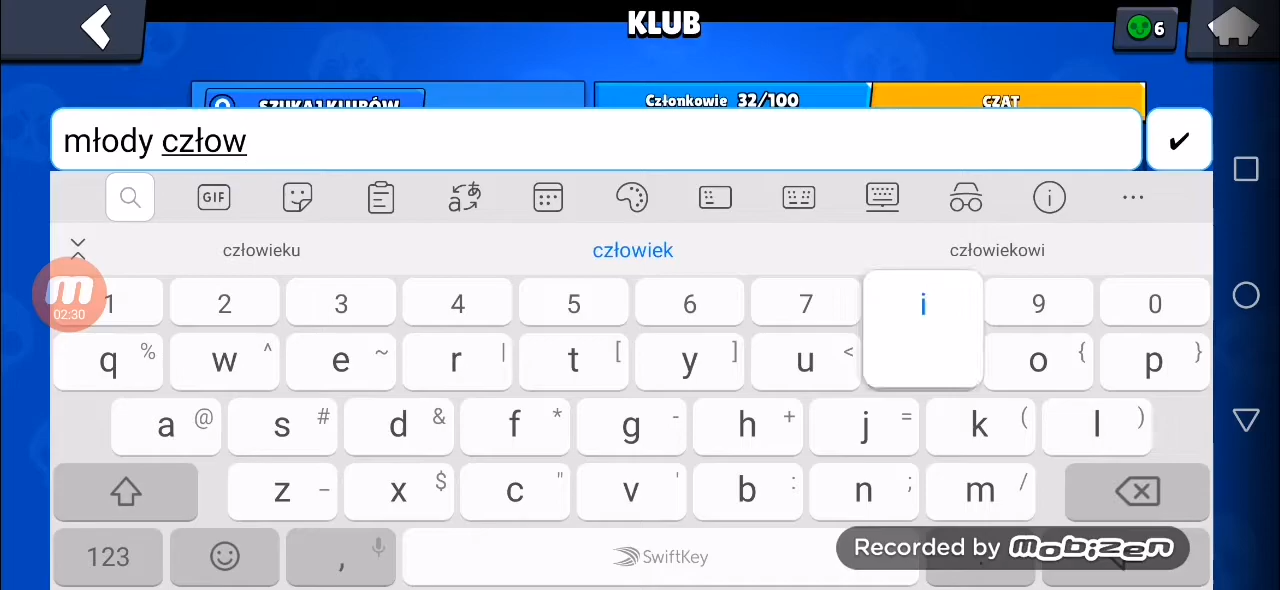 KLUB
6
SZUKAJ KLUBÓW
Członkowie 32/100
CZAT
młody człow
GIF
człowieku człowiek człowiekowi
02:30
1 2 3 4 5 6 7 i 9 0
q % w ^ e ~ r | t [ y ] u < o { p }
a @ s # d & f * g - h + j = k ( l )
z _ x $ c " v ' b : n ; m /
123 , SwiftKey
Recorded by mobizen